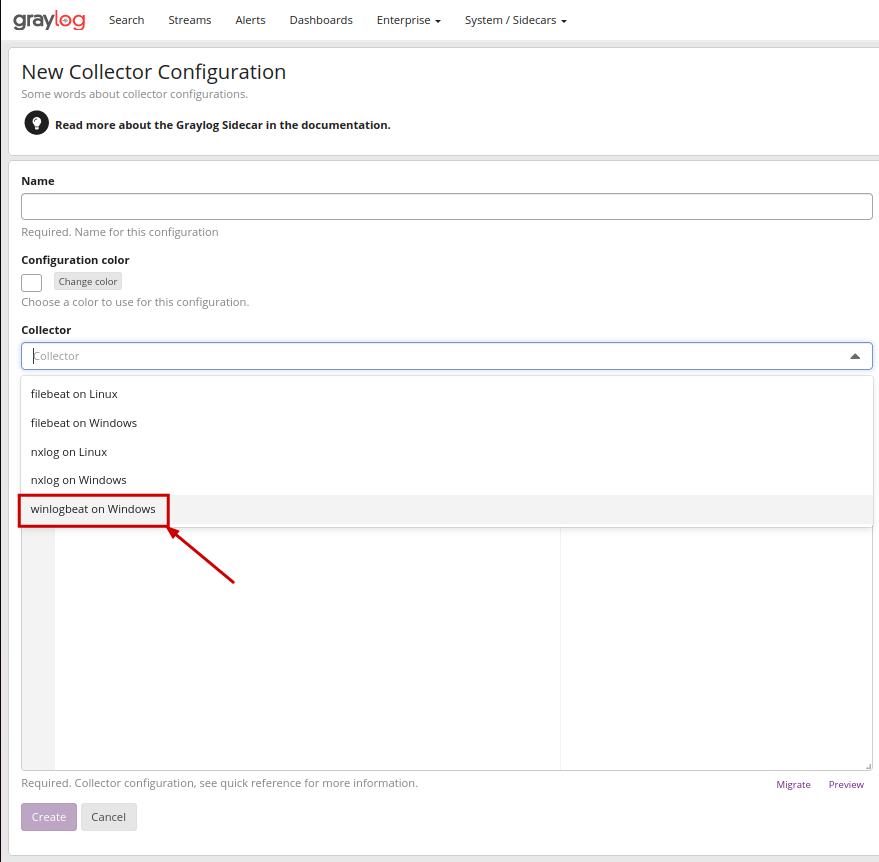 graylog Search Streams Alerts Dashboards Enterprise System / Sidecars
New Collector Configuration
Some words about collector configurations.
Read more about the Graylog Sidecar in the documentation.
Name
Required. Name for this configuration
Configuration color
Change color
Choose a color to use for this configuration.
Collector
Collector
filebeat on Linux
filebeat on Windows
nxlog on Linux
nxlog on Windows
winlogbeat on Windows
Required. Collector configuration, see quick reference for more information.
Migrate Preview
Create Cancel